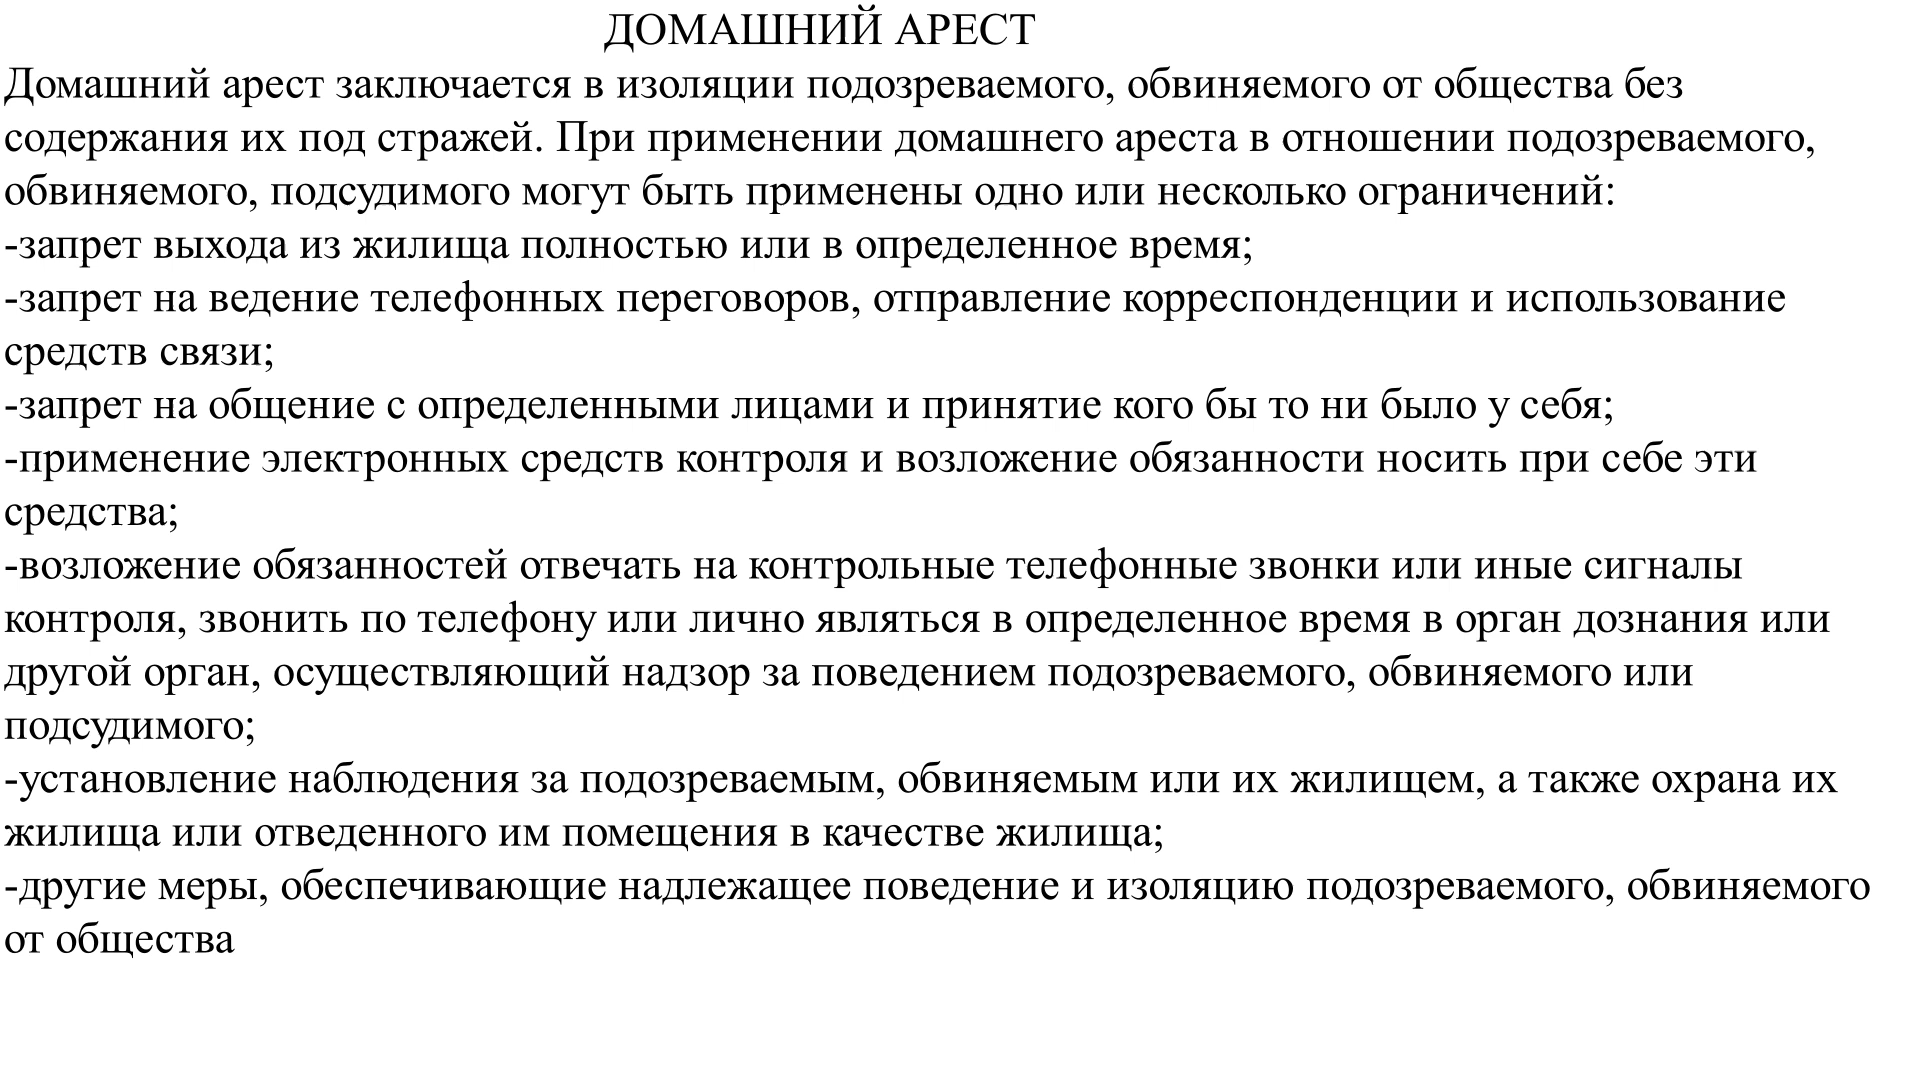 ДОМАШНИЙ АРЕСТ
Домашний арест заключается в изоляции подозреваемого, обвиняемого от общества без
содержания их под стражей. При применении домашнего ареста в отношении подозреваемого,
обвиняемого, подсудимого могут быть применены одно или несколько ограничений:
-запрет выхода из жилища полностью или в определенное время;
-запрет на ведение телефонных переговоров, отправление корреспонденции и использование
средств связи;
-запрет на общение с определенными лицами и принятие кого бы то ни было у себя;
-применение электронных средств контроля и возложение обязанности носить при себе эти
средства;
-возложение обязанностей отвечать на контрольные телефонные звонки или иные сигналы
контроля, звонить по телефону или лично являться в определенное время в орган дознания или
другой орган, осуществляющий надзор за поведением подозреваемого, обвиняемого или
подсудимого;
-установление наблюдения за подозреваемым, обвиняемым или их жилищем, а также охрана их
жилища или отведенного им помещения в качестве жилища;
-другие меры, обеспечивающие надлежащее поведение и изоляцию подозреваемого, обвиняемого
от общества